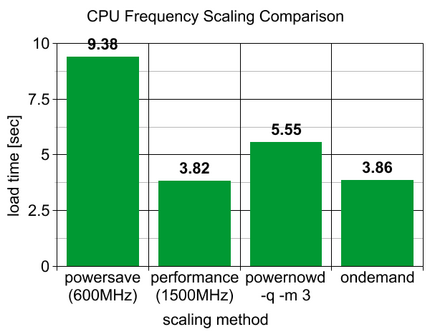 CPU Frequency Scaling Comparison
load time [sec]
10
7.5
5
2.5
0
9.38
3.82
5.55
3.86
powersave
(600MHz)
performance
(1500MHz)
powernowd
-q -m 3
ondemand
scaling method